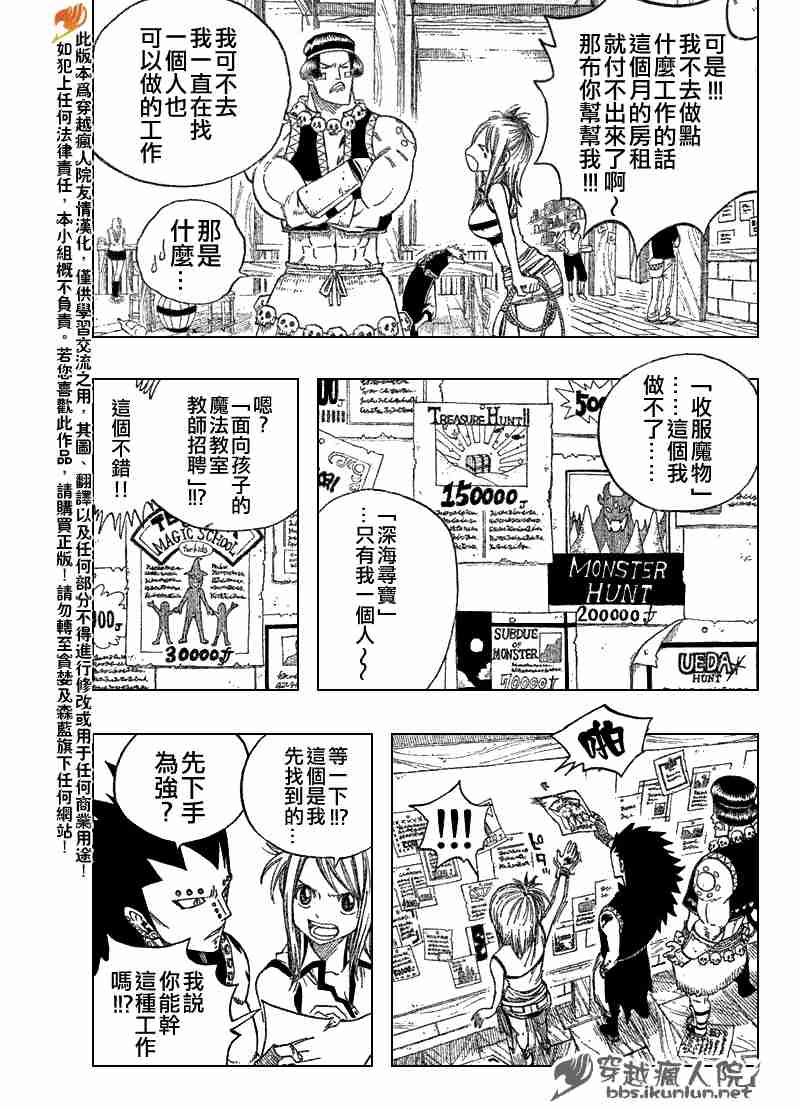 可是!!!
我不去做點
什麼工作的話
這個月的房租
就付不出來了啊~
那布你幫幫我!!!
我可不去
我一直在找
一個人也
可以做的工作
那是
什麼…
「收服魔物」
……這個我
做不了……
TREASURE HUNT!!
150000J
「深海尋寶」
…只有我一個人~
500
MONSTER
HUNT
200000J
SUBDUE
OF
MONSTER
UEDA
HUNT
嗯?
「面向孩子的
魔法教室
教師招聘」!!?
這個不錯!!
MAGIC SCHOOL
30000J
啪
!!!
ピタ
等一下!!?
這個是我
先找到的…
先下手
為強?
我說
你能幹
這種工作
嗎!!?
此版本爲穿越瘋人院友情漢化，僅供學習交流之用，其圖、翻譯以及任何部分不得進行修改或用于任何商業用途！
如犯上任何法律責任，本小組概不負責。若您喜歡此作品，請購買正版！請勿轉至貪婪及森藍旗下任何網站！
穿越瘋人院
bbs.ikunlun.net